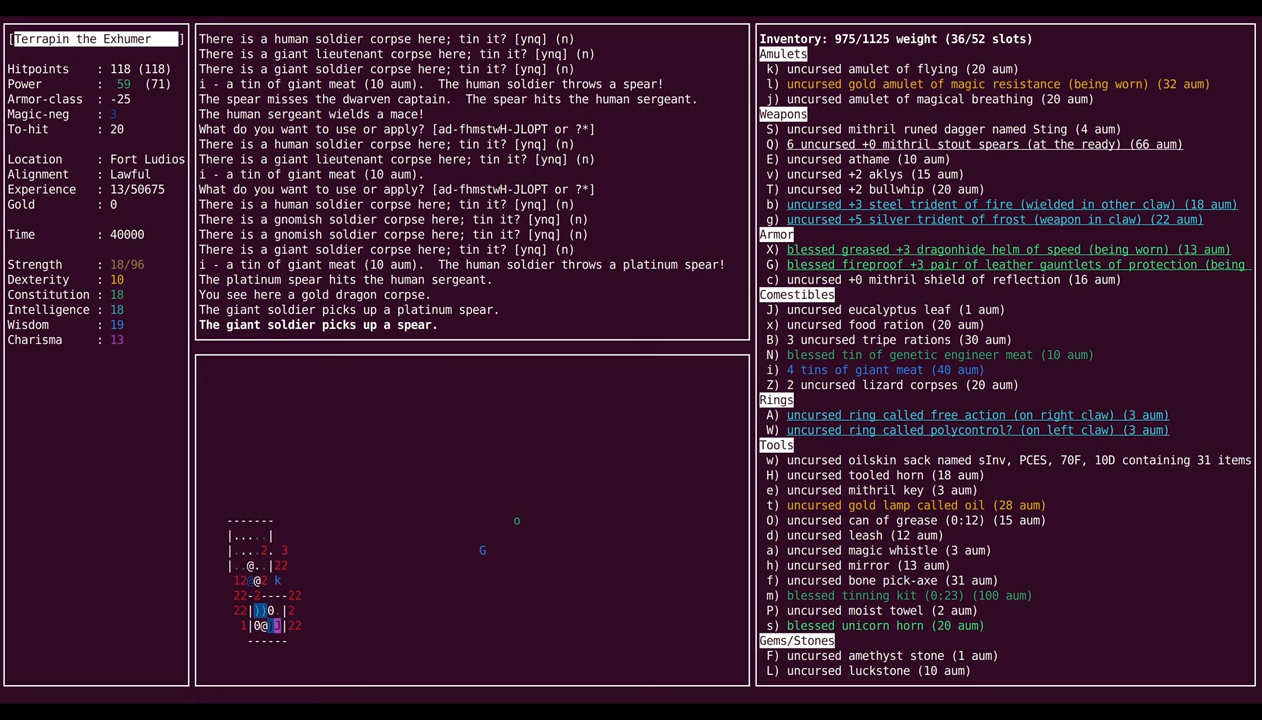 [Terrapin the Exhumer ]
Hitpoints : 118 (118)
Power : 59 (71)
Armor-class : -25
Magic-neg : 3
To-hit : 20
Location : Fort Ludios
Alignment : Lawful
Experience : 13/50675
Gold : 0
Time : 40000
Strength : 18/96
Dexterity : 10
Constitution : 18
Intelligence : 18
Wisdom : 19
Charisma : 13
There is a human soldier corpse here; tin it? [ynq] (n)
There is a giant lieutenant corpse here; tin it? [ynq] (n)
There is a giant soldier corpse here; tin it? [ynq] (n)
i - a tin of giant meat (10 aum).  The human soldier throws a spear!
The spear misses the dwarven captain.  The spear hits the human sergeant.
The human sergeant wields a mace!
What do you want to use or apply? [ad-fhmstwH-JLOPT or ?*]
There is a human soldier corpse here; tin it? [ynq] (n)
There is a giant lieutenant corpse here; tin it? [ynq] (n)
i - a tin of giant meat (10 aum).
What do you want to use or apply? [ad-fhmstwH-JLOPT or ?*]
There is a human soldier corpse here; tin it? [ynq] (n)
There is a gnomish soldier corpse here; tin it? [ynq] (n)
There is a gnomish soldier corpse here; tin it? [ynq] (n)
There is a giant soldier corpse here; tin it? [ynq] (n)
i - a tin of giant meat (10 aum).  The human soldier throws a platinum spear!
The platinum spear hits the human sergeant.
You see here a gold dragon corpse.
The giant soldier picks up a platinum spear.
The giant soldier picks up a spear.
-------
|.....|
|....2. 3
|..@..|22
12@@2 k
22-2----22
22|))0.|2
1|0@)|22
------
o
G
Inventory: 975/1125 weight (36/52 slots)
Amulets
k) uncursed amulet of flying (20 aum)
l) uncursed gold amulet of magic resistance (being worn) (32 aum)
j) uncursed amulet of magical breathing (20 aum)
Weapons
S) uncursed mithril runed dagger named Sting (4 aum)
Q) 6 uncursed +0 mithril stout spears (at the ready) (66 aum)
E) uncursed athame (10 aum)
v) uncursed +2 aklys (15 aum)
T) uncursed +2 bullwhip (20 aum)
b) uncursed +3 steel trident of fire (wielded in other claw) (18 aum)
g) uncursed +5 silver trident of frost (weapon in claw) (22 aum)
Armor
X) blessed greased +3 dragonhide helm of speed (being worn) (13 aum)
G) blessed fireproof +3 pair of leather gauntlets of protection (being
c) uncursed +0 mithril shield of reflection (16 aum)
Comestibles
J) uncursed eucalyptus leaf (1 aum)
x) uncursed food ration (20 aum)
B) 3 uncursed tripe rations (30 aum)
N) blessed tin of genetic engineer meat (10 aum)
i) 4 tins of giant meat (40 aum)
Z) 2 uncursed lizard corpses (20 aum)
Rings
A) uncursed ring called free action (on right claw) (3 aum)
W) uncursed ring called polycontrol? (on left claw) (3 aum)
Tools
w) uncursed oilskin sack named sInv, PCES, 70F, 10D containing 31 items
H) uncursed tooled horn (18 aum)
e) uncursed mithril key (3 aum)
t) uncursed gold lamp called oil (28 aum)
O) uncursed can of grease (0:12) (15 aum)
d) uncursed leash (12 aum)
a) uncursed magic whistle (3 aum)
h) uncursed mirror (13 aum)
f) uncursed bone pick-axe (31 aum)
m) blessed tinning kit (0:23) (100 aum)
P) uncursed moist towel (2 aum)
s) blessed unicorn horn (20 aum)
Gems/Stones
F) uncursed amethyst stone (1 aum)
L) uncursed luckstone (10 aum)